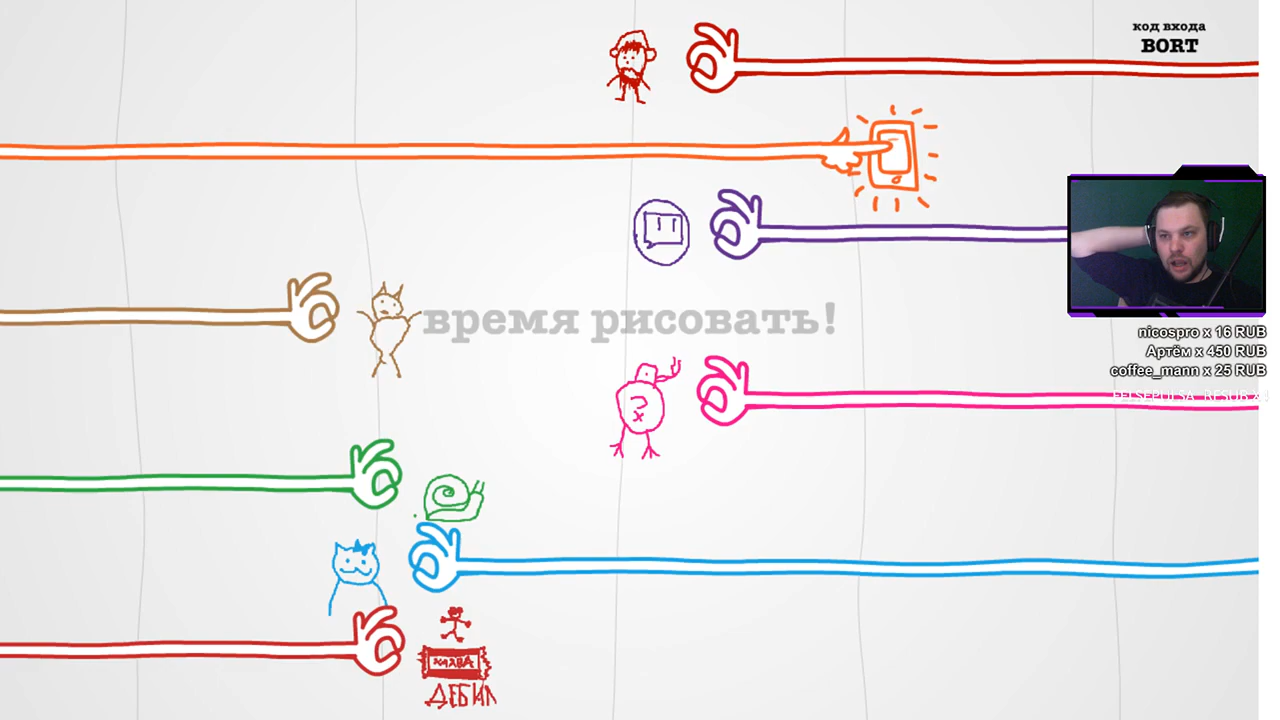 код входа
BORT
время рисовать!
nicospro x 16 RUB
Артём x 450 RUB
coffee_mann x 25 RUB
ХАЛВА
ДЕБИЛ